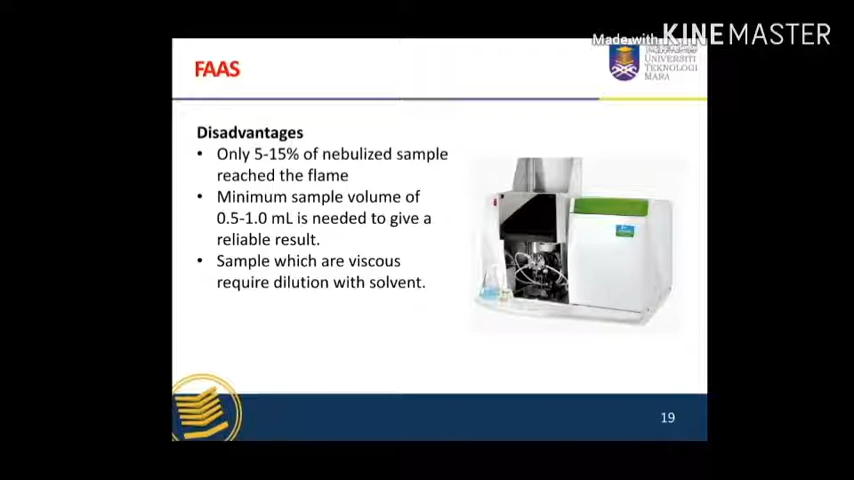 Made with KINEMASTER
UNIVERSITI
TEKNOLOGI
MARA
FAAS
Disadvantages
• Only 5-15% of nebulized sample
reached the flame
• Minimum sample volume of
0.5-1.0 mL is needed to give a
reliable result.
• Sample which are viscous
require dilution with solvent.
19